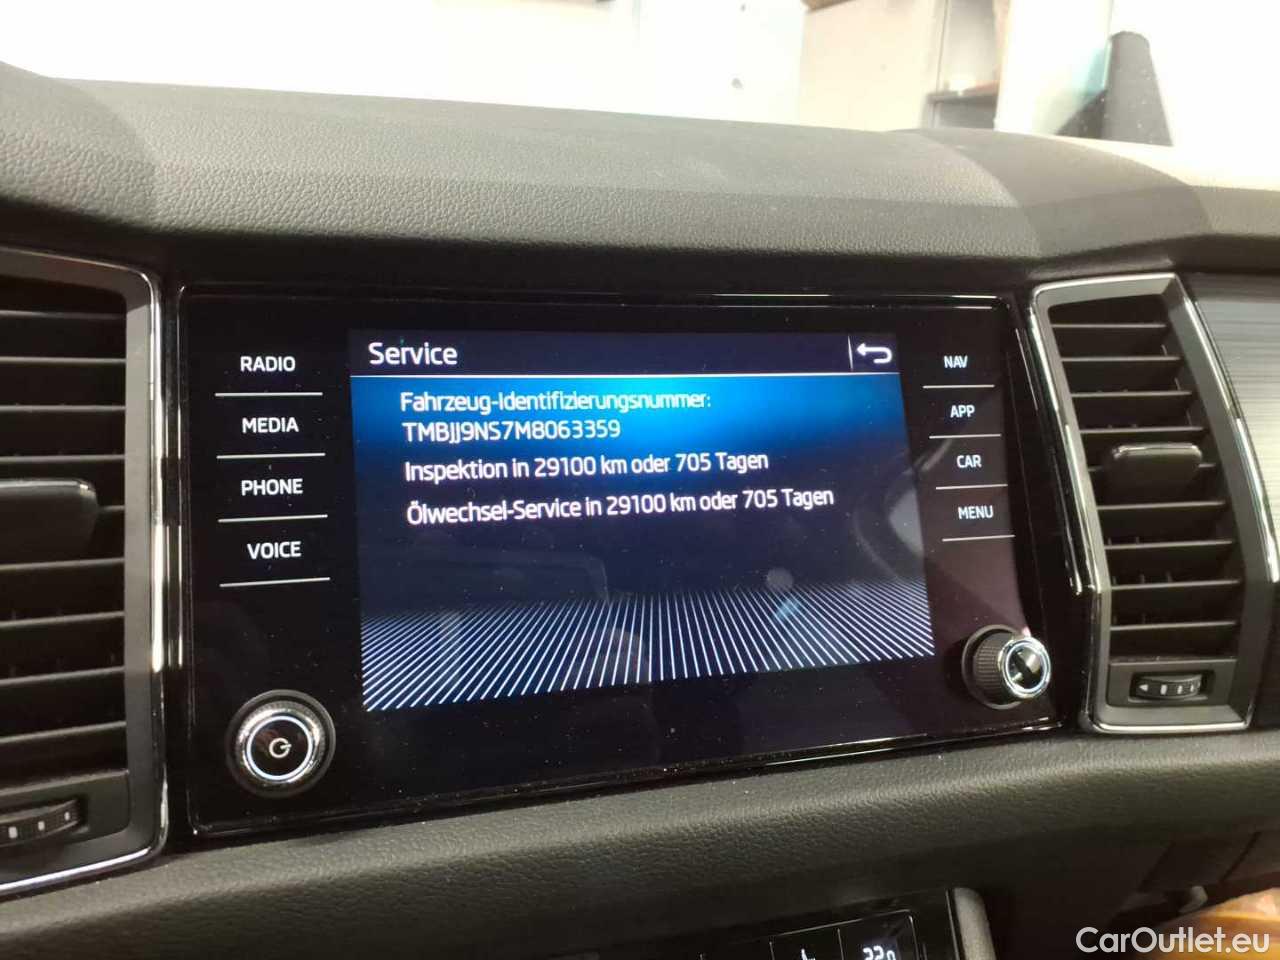 Service
RADIO
MEDIA
PHONE
VOICE
Fahrzeug-Identifizierungsnummer:
TMBJJ9NS7M8063359
Inspektion in 29100 km oder 705 Tagen
Ölwechsel-Service in 29100 km oder 705 Tagen
NAV
APP
CAR
MENU
CarOutlet.eu